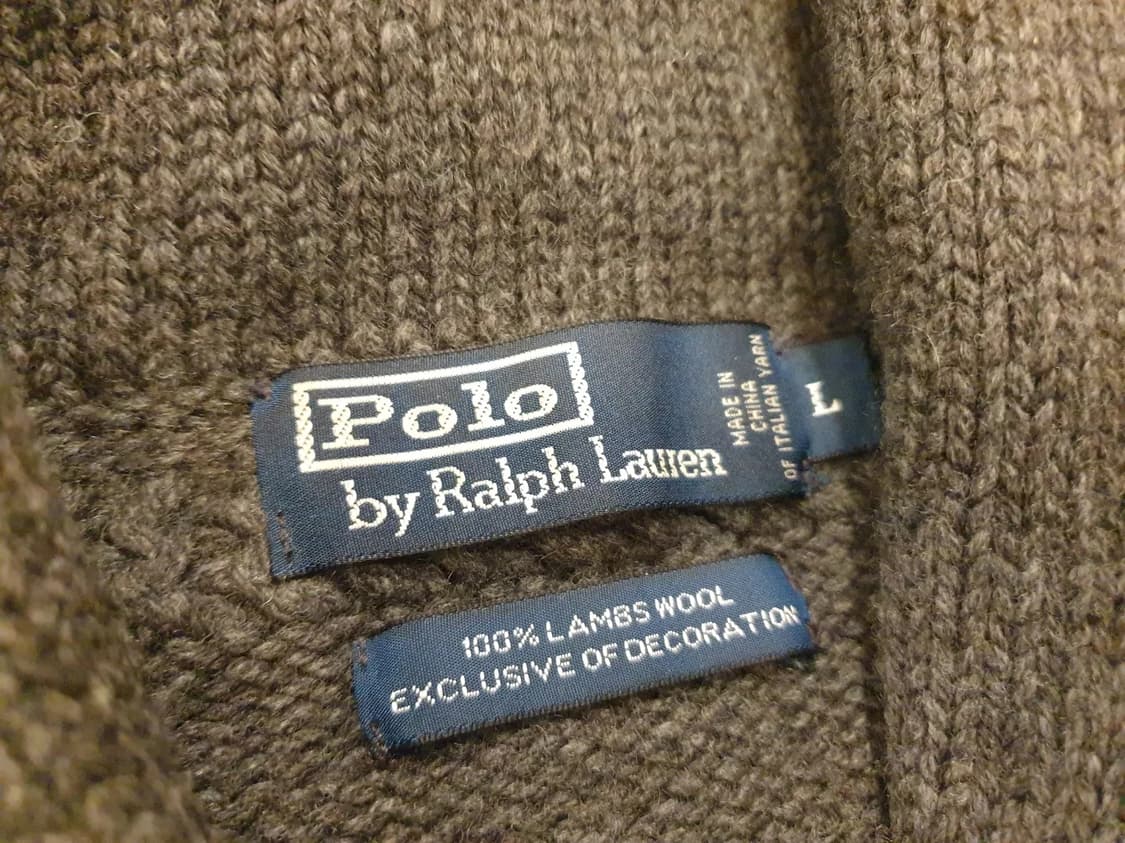 Polo
by Ralph Lauren
MADE IN
CHINA
OF ITALIAN YARN
L
100% LAMBS WOOL
EXCLUSIVE OF DECORATION